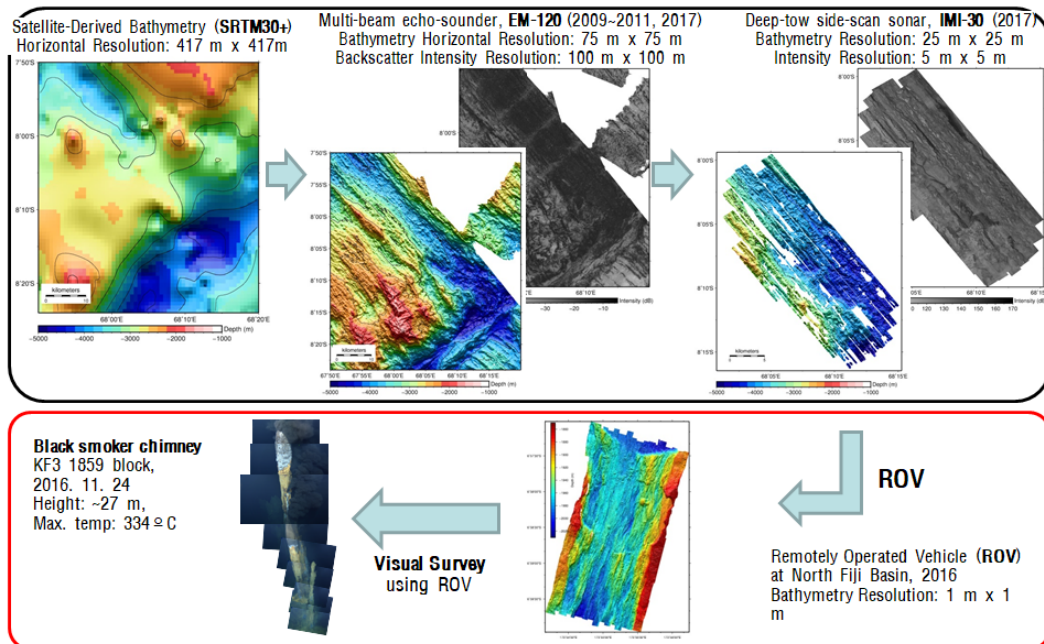 Satellite-Derived Bathymetry (SRTM30+)
Horizontal Resolution: 417 m x 417m
Multi-beam echo-sounder, EM-120 (2009~2011, 2017)
Bathymetry Horizontal Resolution: 75 m x 75 m
Backscatter Intensity Resolution: 100 m x 100 m
Deep-tow side-scan sonar, IMI-30 (2017)
Bathymetry Resolution: 25 m x 25 m
Intensity Resolution: 5 m x 5 m
7°50'S
8°00'S
8°10'S
8°20'S
kilometers
68°00'E
68°10'E
68°20'E
Depth (m)
−5000
−4000
−3000
−2000
−1000
8°00'S
68°10'E
Intensity (dB)
−30
−20
−10
7°50'S
7°55'S
8°00'S
8°05'S
8°10'S
8°15'S
8°20'S
kilometers
67°50'E
67°55'E
68°00'E
68°05'E
68°10'E
68°15'E
Depth (m)
−5000
−4000
−3000
−2000
−1000
8°00'S
8°05'S
68°10'E
Intensity (dB)
120
130
140
150
160
170
8°00'S
8°05'S
8°10'S
8°15'S
kilometers
68°05'E
68°10'E
68°15'E
Depth (m)
−5000
−4000
−3000
−2000
−1000
Black smoker chimney
KF3 1859 block,
2016. 11. 24
Height: ~27 m,
Max. temp: 334 º C
Visual Survey
using ROV
ROV
Remotely Operated Vehicle (ROV)
at North Fiji Basin, 2016
Bathymetry Resolution: 1 m x 1
m